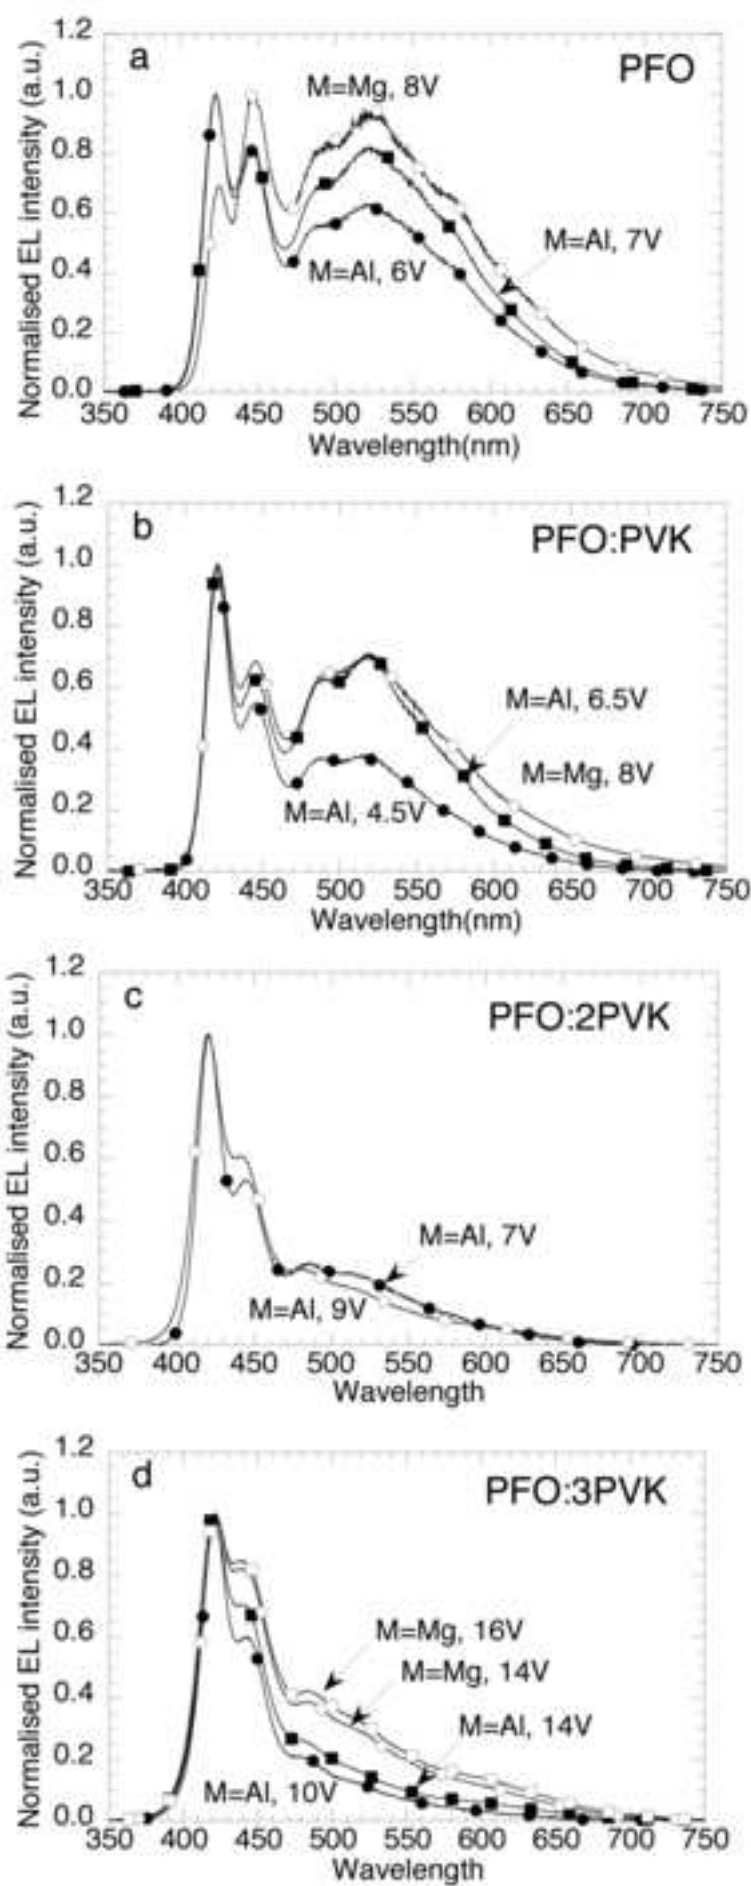 a
PFO
M=Mg, 8V
M=Al, 7V
M=Al, 6V
Normalised EL intensity (a.u.)
1.2
1.0
0.8
0.6
0.4
0.2
0.0
350 400 450 500 550 600 650 700 750
Wavelength(nm)
b
PFO:PVK
M=Al, 6.5V
M=Mg, 8V
M=Al, 4.5V
Normalised EL intensity (a.u.)
1.2
1.0
0.8
0.6
0.4
0.2
0.0
350 400 450 500 550 600 650 700 750
Wavelength(nm)
c
PFO:2PVK
M=Al, 7V
M=Al, 9V
Normalised EL intensity (a.u.)
1.2
1.0
0.8
0.6
0.4
0.2
0.0
350 400 450 500 550 600 650 700 750
Wavelength
d
PFO:3PVK
M=Mg, 16V
M=Mg, 14V
M=Al, 14V
M=Al, 10V
Normalised EL intensity (a.u.)
1.2
1.0
0.8
0.6
0.4
0.2
0.0
350 400 450 500 550 600 650 700 750
Wavelength